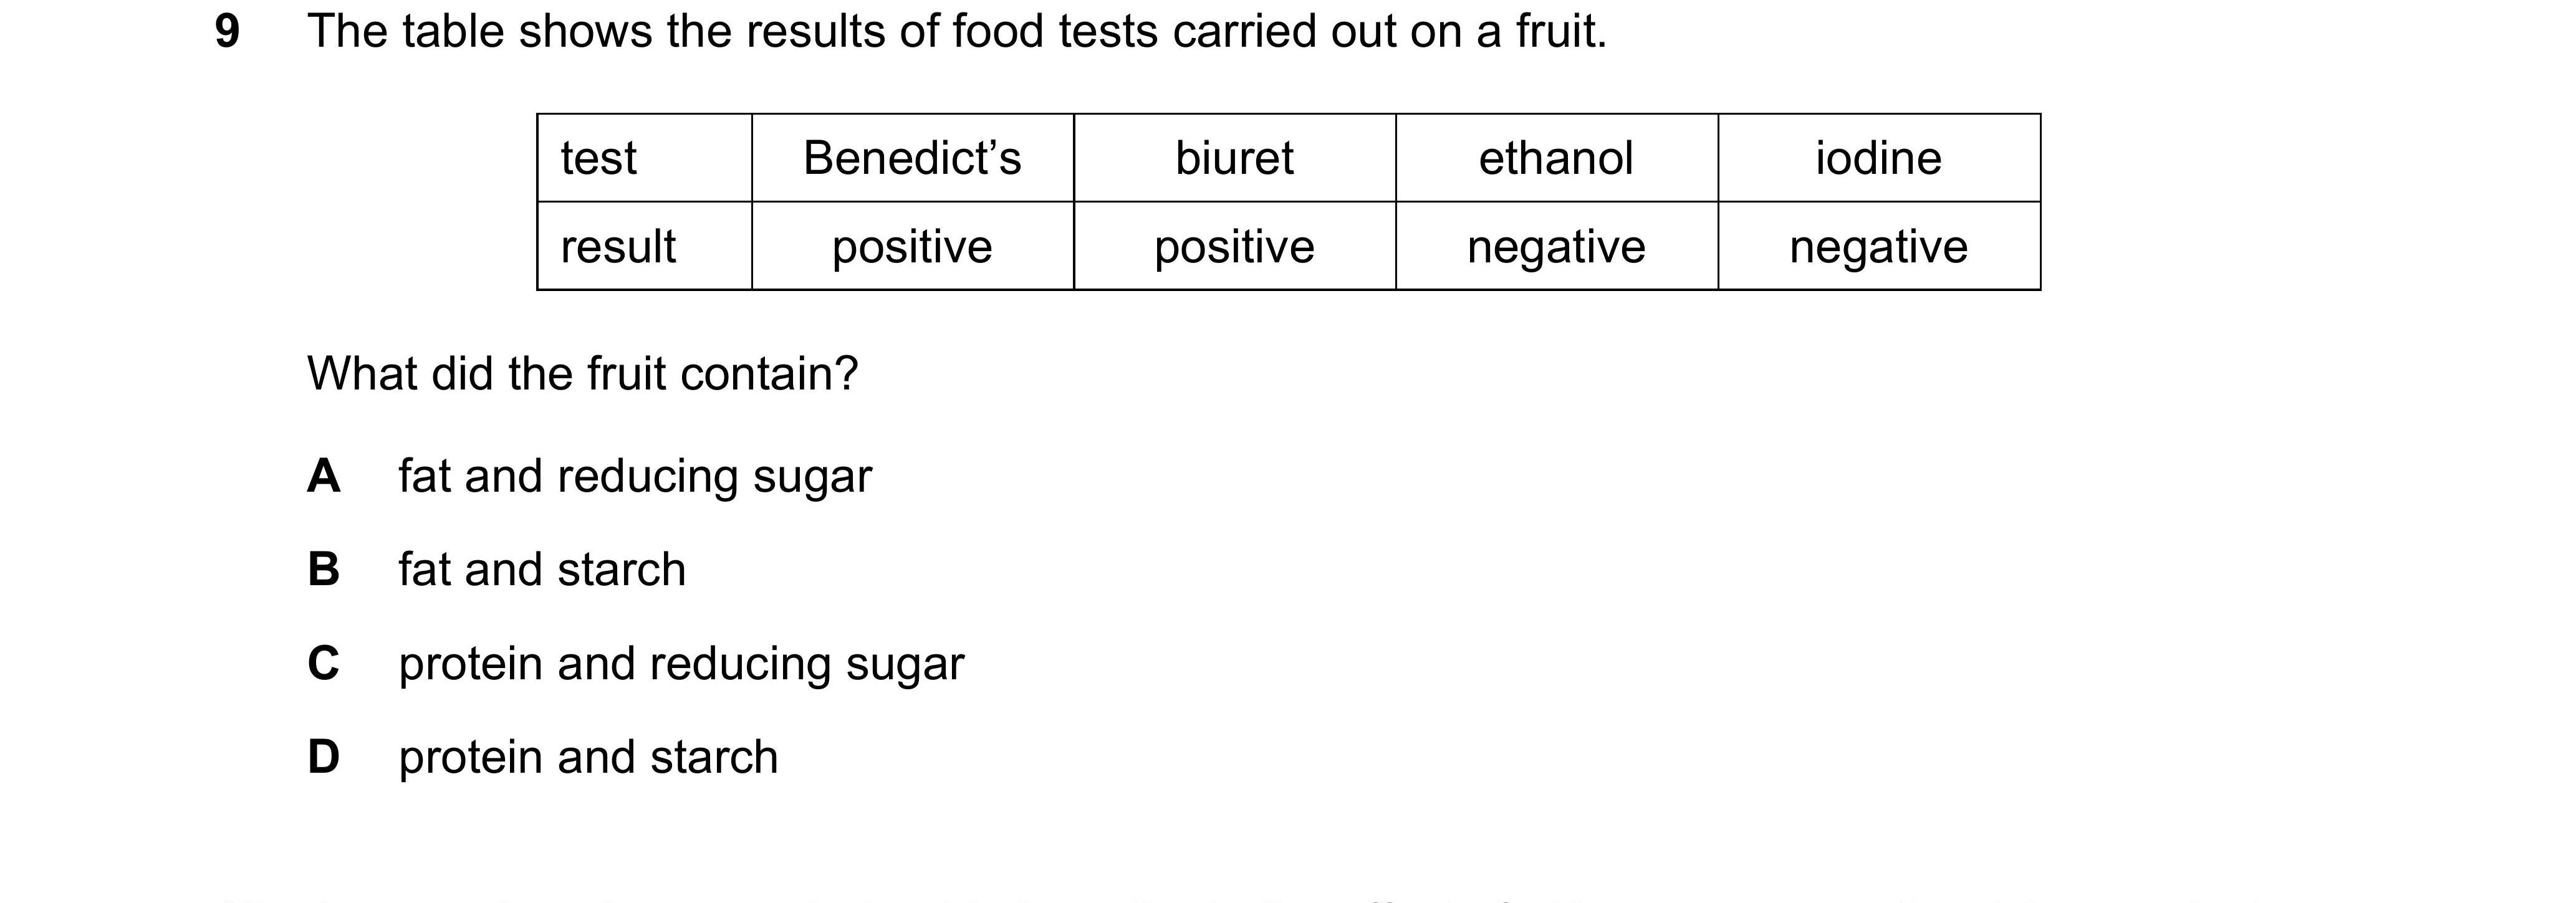 9 The table shows the results of food tests carried out on a fruit.
test Benedict’s biuret ethanol iodine
result positive positive negative negative
What did the fruit contain?
A fat and reducing sugar
B fat and starch
C protein and reducing sugar
D protein and starch